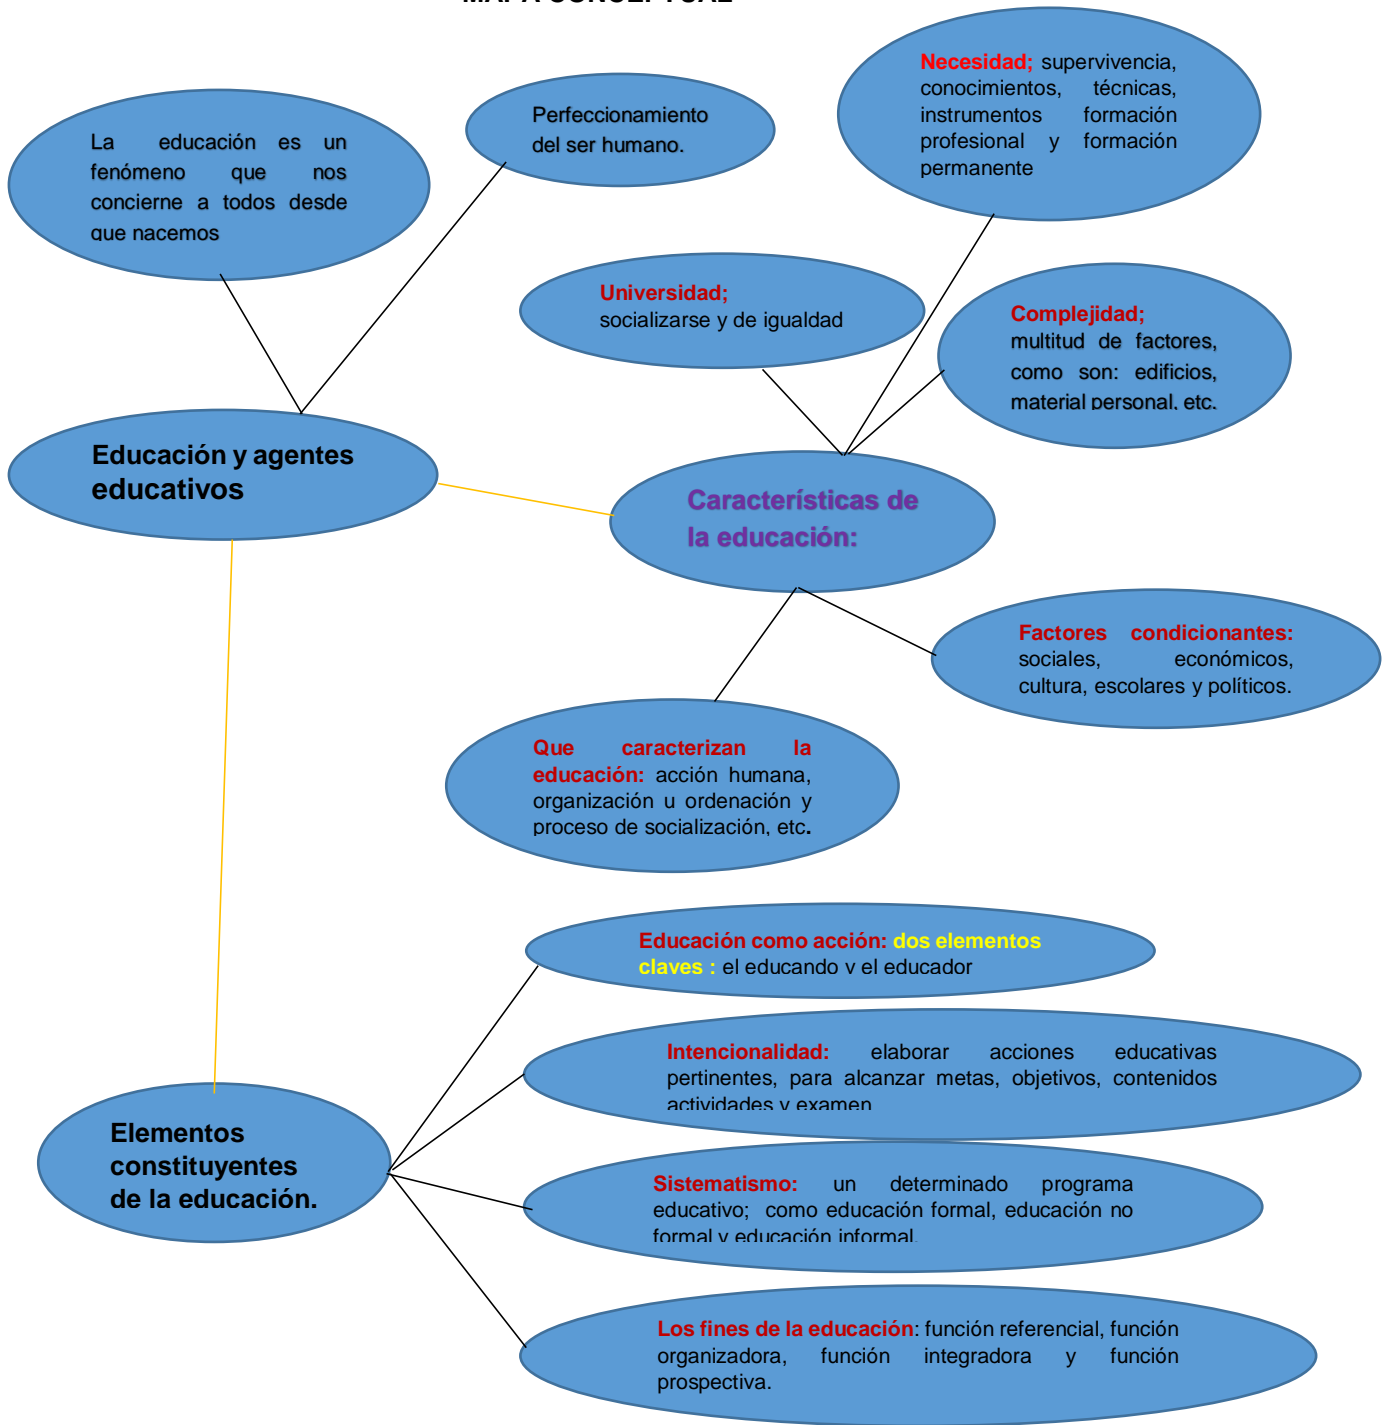 MAPA CONCEPTUAL
Necesidad; supervivencia,
conocimientos, técnicas,
instrumentos formación
profesional y formación
permanente
Perfeccionamiento
del ser humano.
La educación es un
fenómeno que nos
concierne a todos desde
que nacemos
Universidad;
socializarse y de igualdad
Complejidad;
multitud de factores,
como son: edificios,
material personal, etc.
Educación y agentes
educativos
Características de
la educación:
Factores condicionantes:
sociales, económicos,
cultura, escolares y políticos.
Que caracterizan la
educación: acción humana,
organización u ordenación y
proceso de socialización, etc.
Educación como acción: dos elementos
claves : el educando y el educador
Intencionalidad: elaborar acciones educativas
pertinentes, para alcanzar metas, objetivos, contenidos
actividades y examen
Elementos
constituyentes
de la educación.
Sistematismo: un determinado programa
educativo; como educación formal, educación no
formal y educación informal.
Los fines de la educación: función referencial, función
organizadora, función integradora y función
prospectiva.